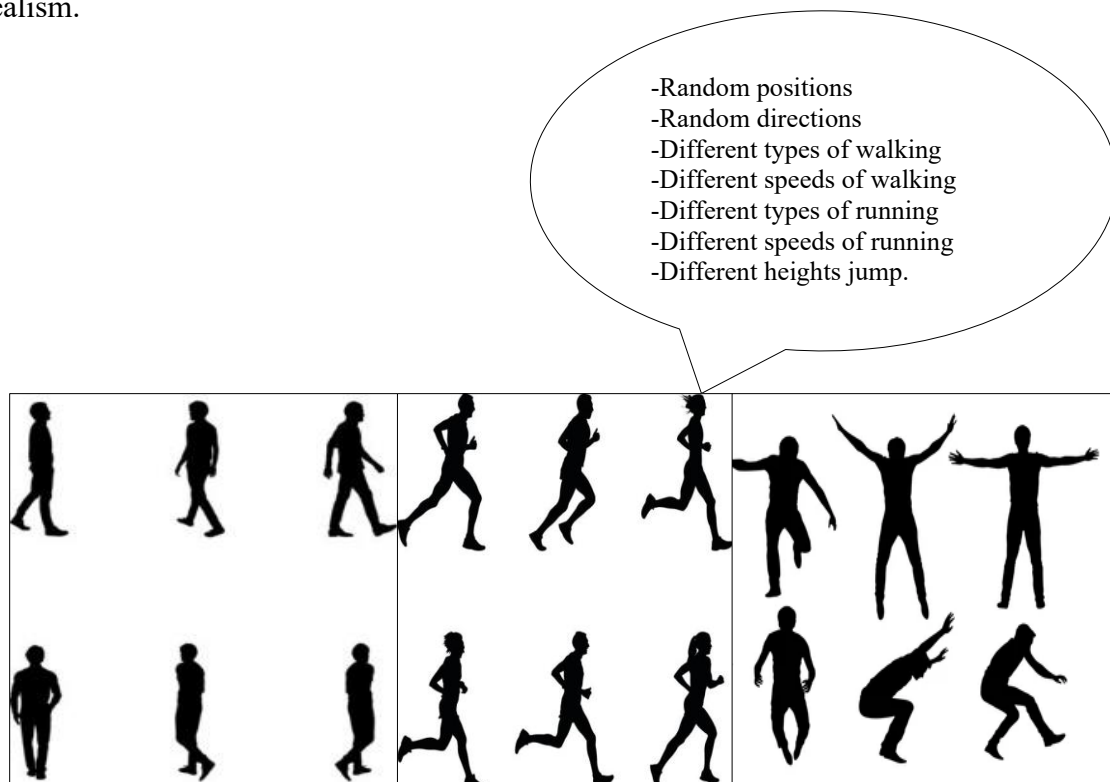 ealism.
-Random positions
-Random directions
-Different types of walking
-Different speeds of walking
-Different types of running
-Different speeds of running
-Different heights jump.